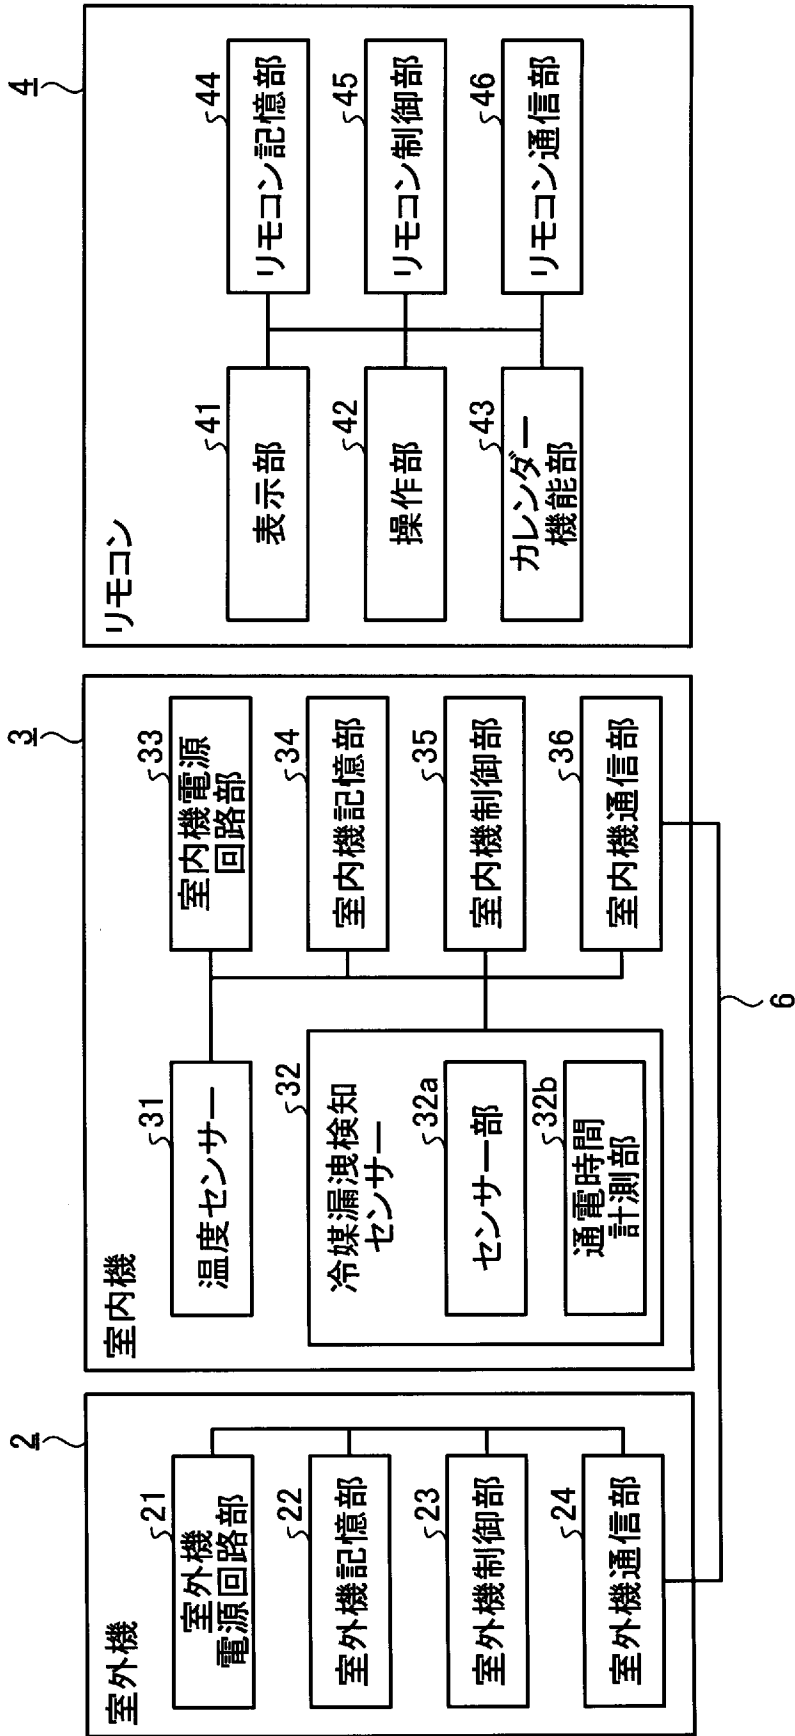 室外機
2
21
室外機
電源回路部
22
室外機記憶部
23
室外機制御部
24
室外機通信部
室内機
3
31
温度センサー
32
冷媒漏洩検知
センサー
32a
センサー部
32b
通電時間
計測部
33
室内機電源
回路部
34
室内機記憶部
35
室内機制御部
36
室内機通信部
6
リモコン
4
41
表示部
42
操作部
43
カレンダー
機能部
44
リモコン記憶部
45
リモコン制御部
46
リモコン通信部